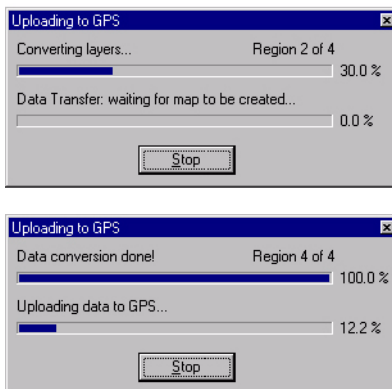 Uploading to GPS
Converting layers... Region 2 of 4
30.0 %
Data Transfer: waiting for map to be created...
0.0 %
Stop
Uploading to GPS
Data conversion done! Region 4 of 4
100.0 %
Uploading data to GPS...
12.2 %
Stop